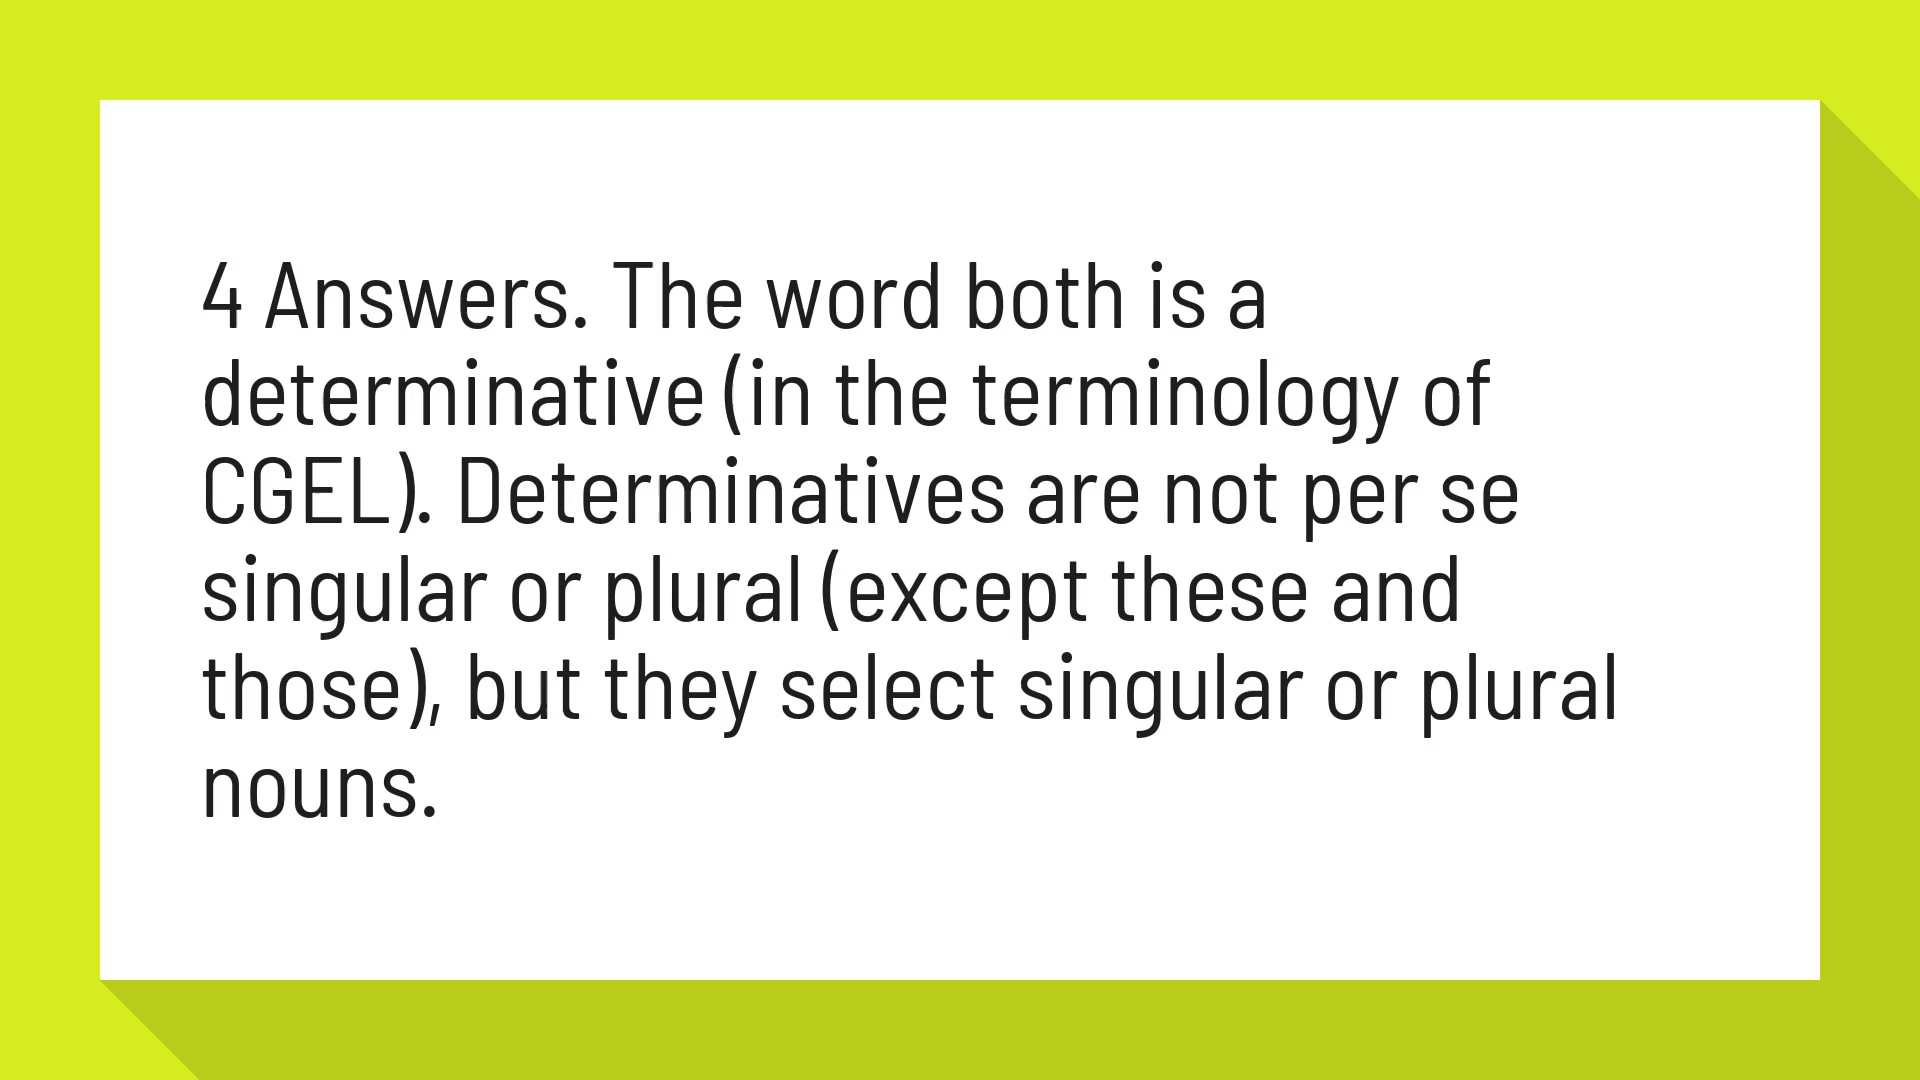 4 Answers. The word both is a
determinative (in the terminology of
CGEL). Determinatives are not per se
singular or plural (except these and
those), but they select singular or plural
nouns.